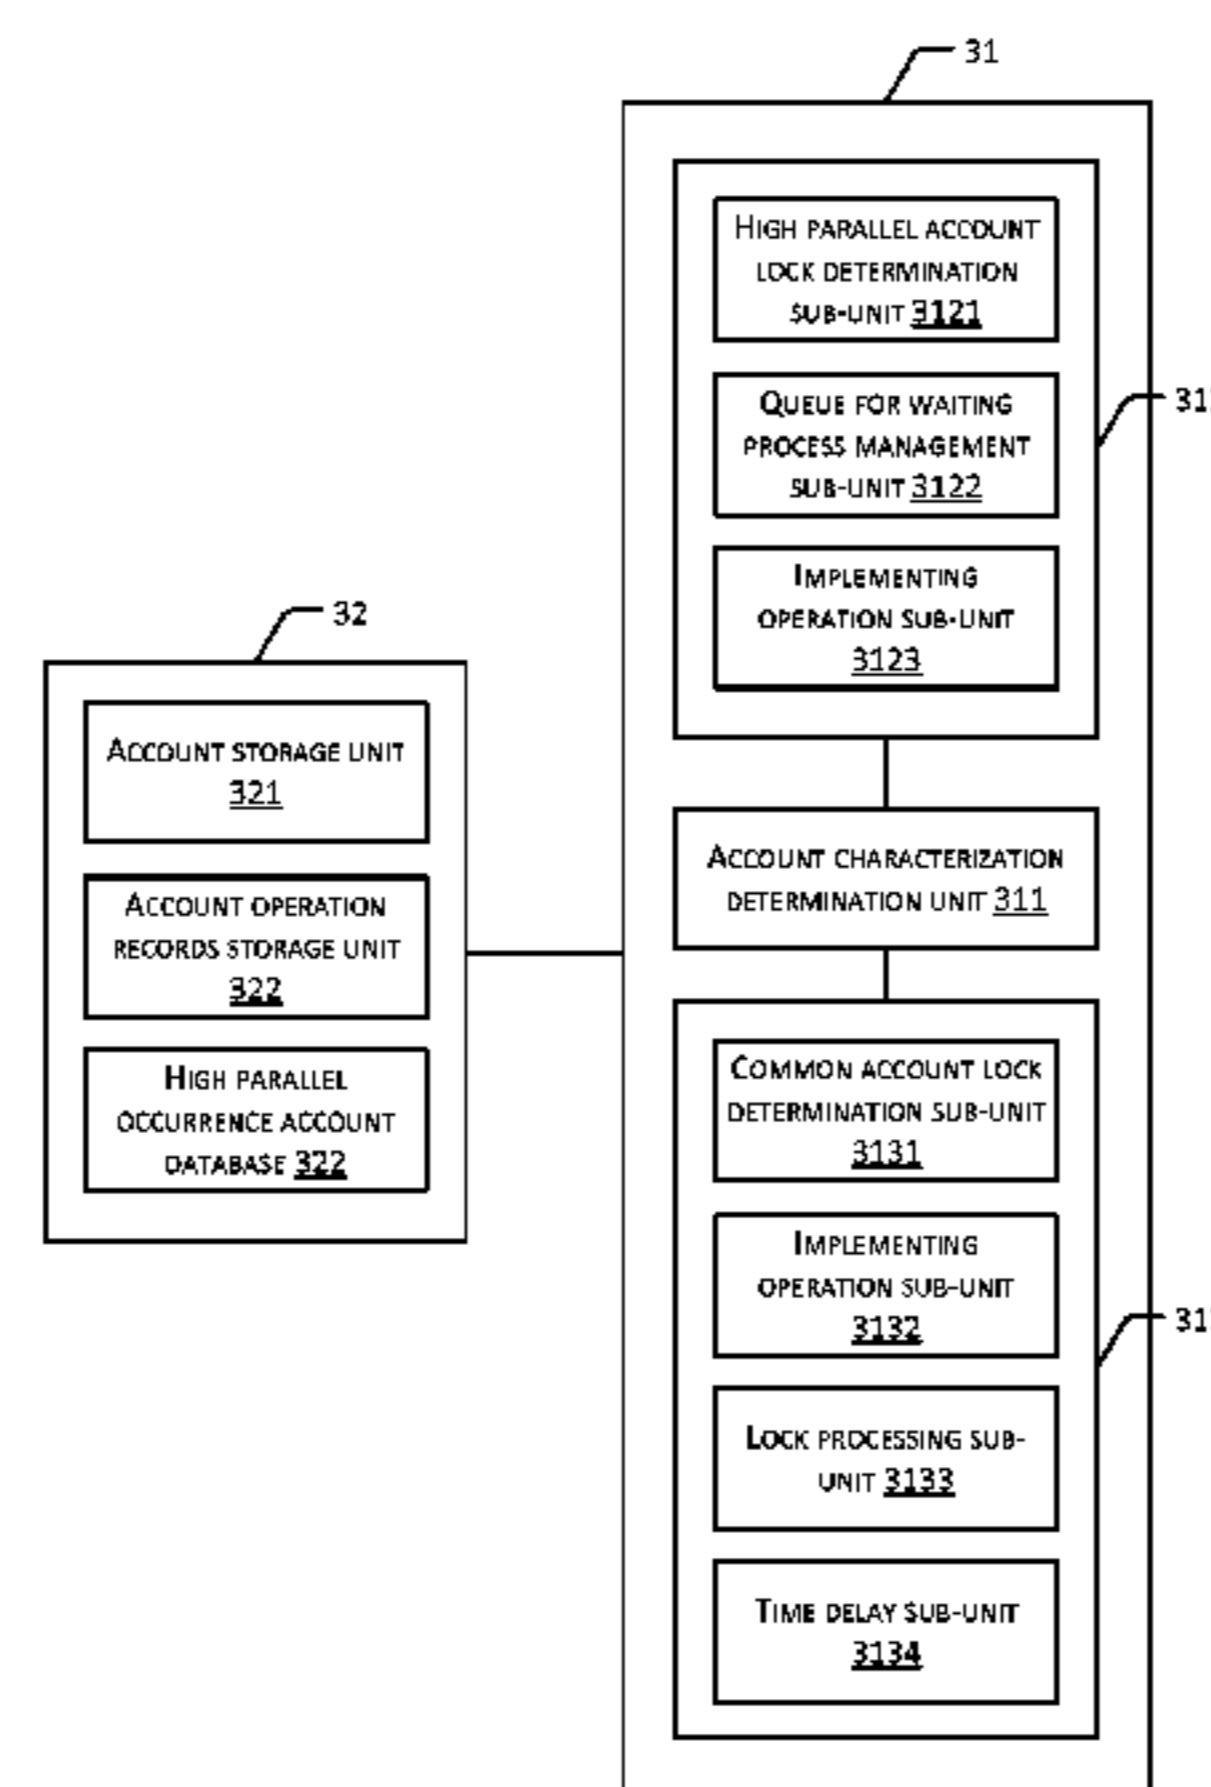 31
HIGH PARALLEL ACCOUNT
LOCK DETERMINATION
SUB-UNIT 3121
QUEUE FOR WAITING
PROCESS MANAGEMENT
SUB-UNIT 3122
IMPLEMENTING
OPERATION SUB-UNIT
3123
32
ACCOUNT STORAGE UNIT
321
ACCOUNT OPERATION
RECORDS STORAGE UNIT
322
HIGH PARALLEL
OCCURRENCE ACCOUNT
DATABASE 322
ACCOUNT CHARACTERIZATION
DETERMINATION UNIT 311
COMMON ACCOUNT LOCK
DETERMINATION SUB-UNIT
3131
IMPLEMENTING
OPERATION SUB-UNIT
3132
LOCK PROCESSING SUB-
UNIT 3133
TIME DELAY SUB-UNIT
3134